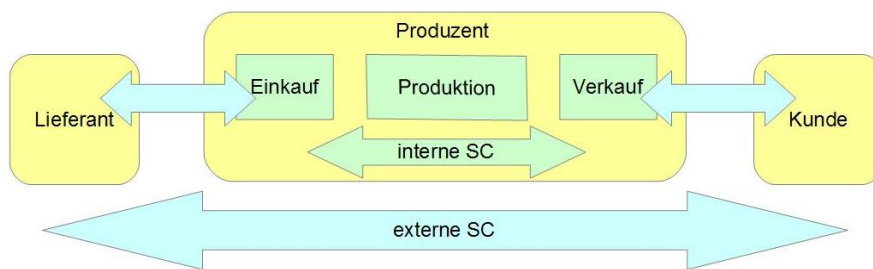 Produzent
Einkauf
Produktion
Verkauf
Lieferant
Kunde
interne SC
externe SC